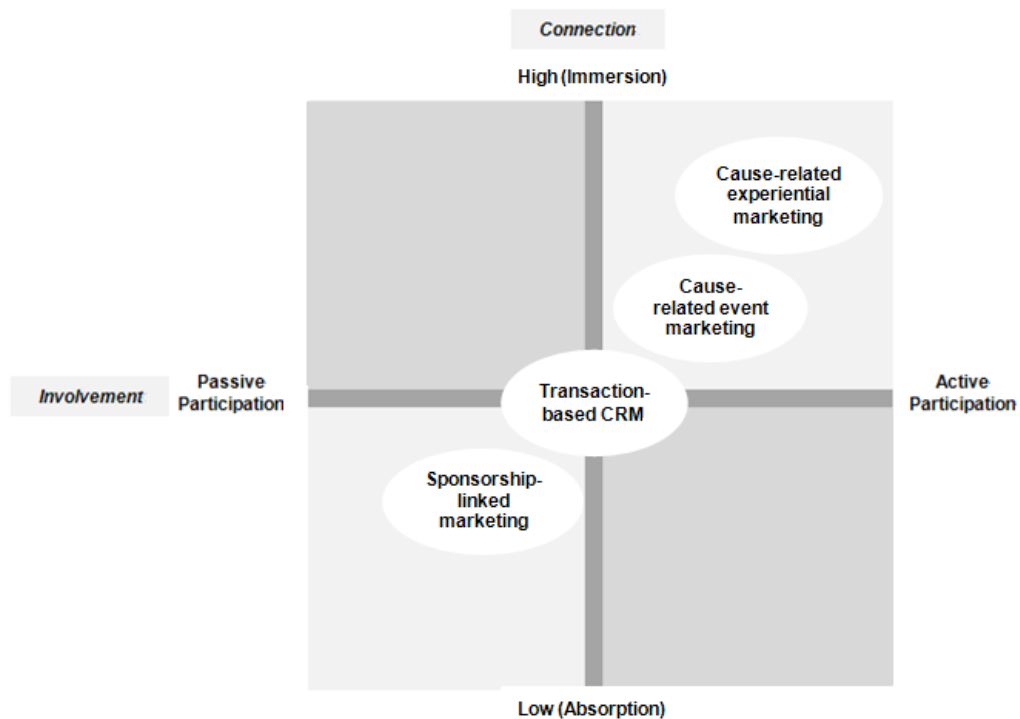 Connection
High (Immersion)
Cause-related
experiential
marketing
Cause-
related event
marketing
Involvement
Passive
Participation
Transaction-
based CRM
Active
Participation
Sponsorship-
linked
marketing
Low (Absorption)